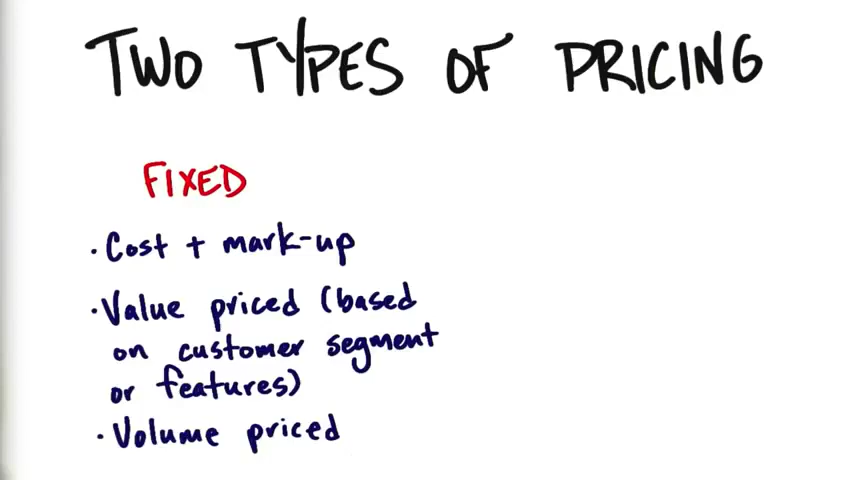 TWO TYPES OF PRICING
FIXED
• Cost + mark-up
• Value priced (based
on customer segment
or features)
• Volume priced